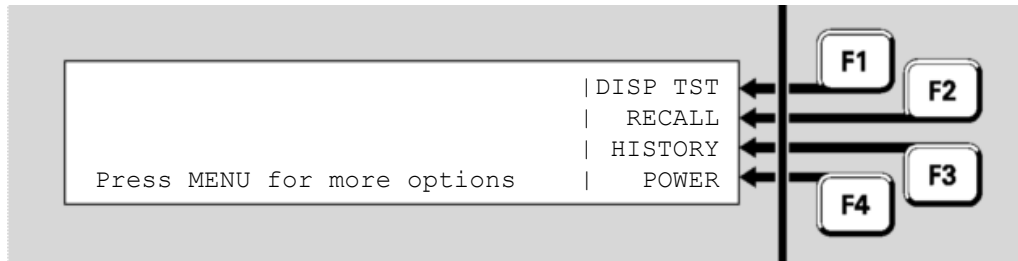 |DISP TST
| RECALL
| HISTORY
Press MENU for more options | POWER
F1
F2
F3
F4